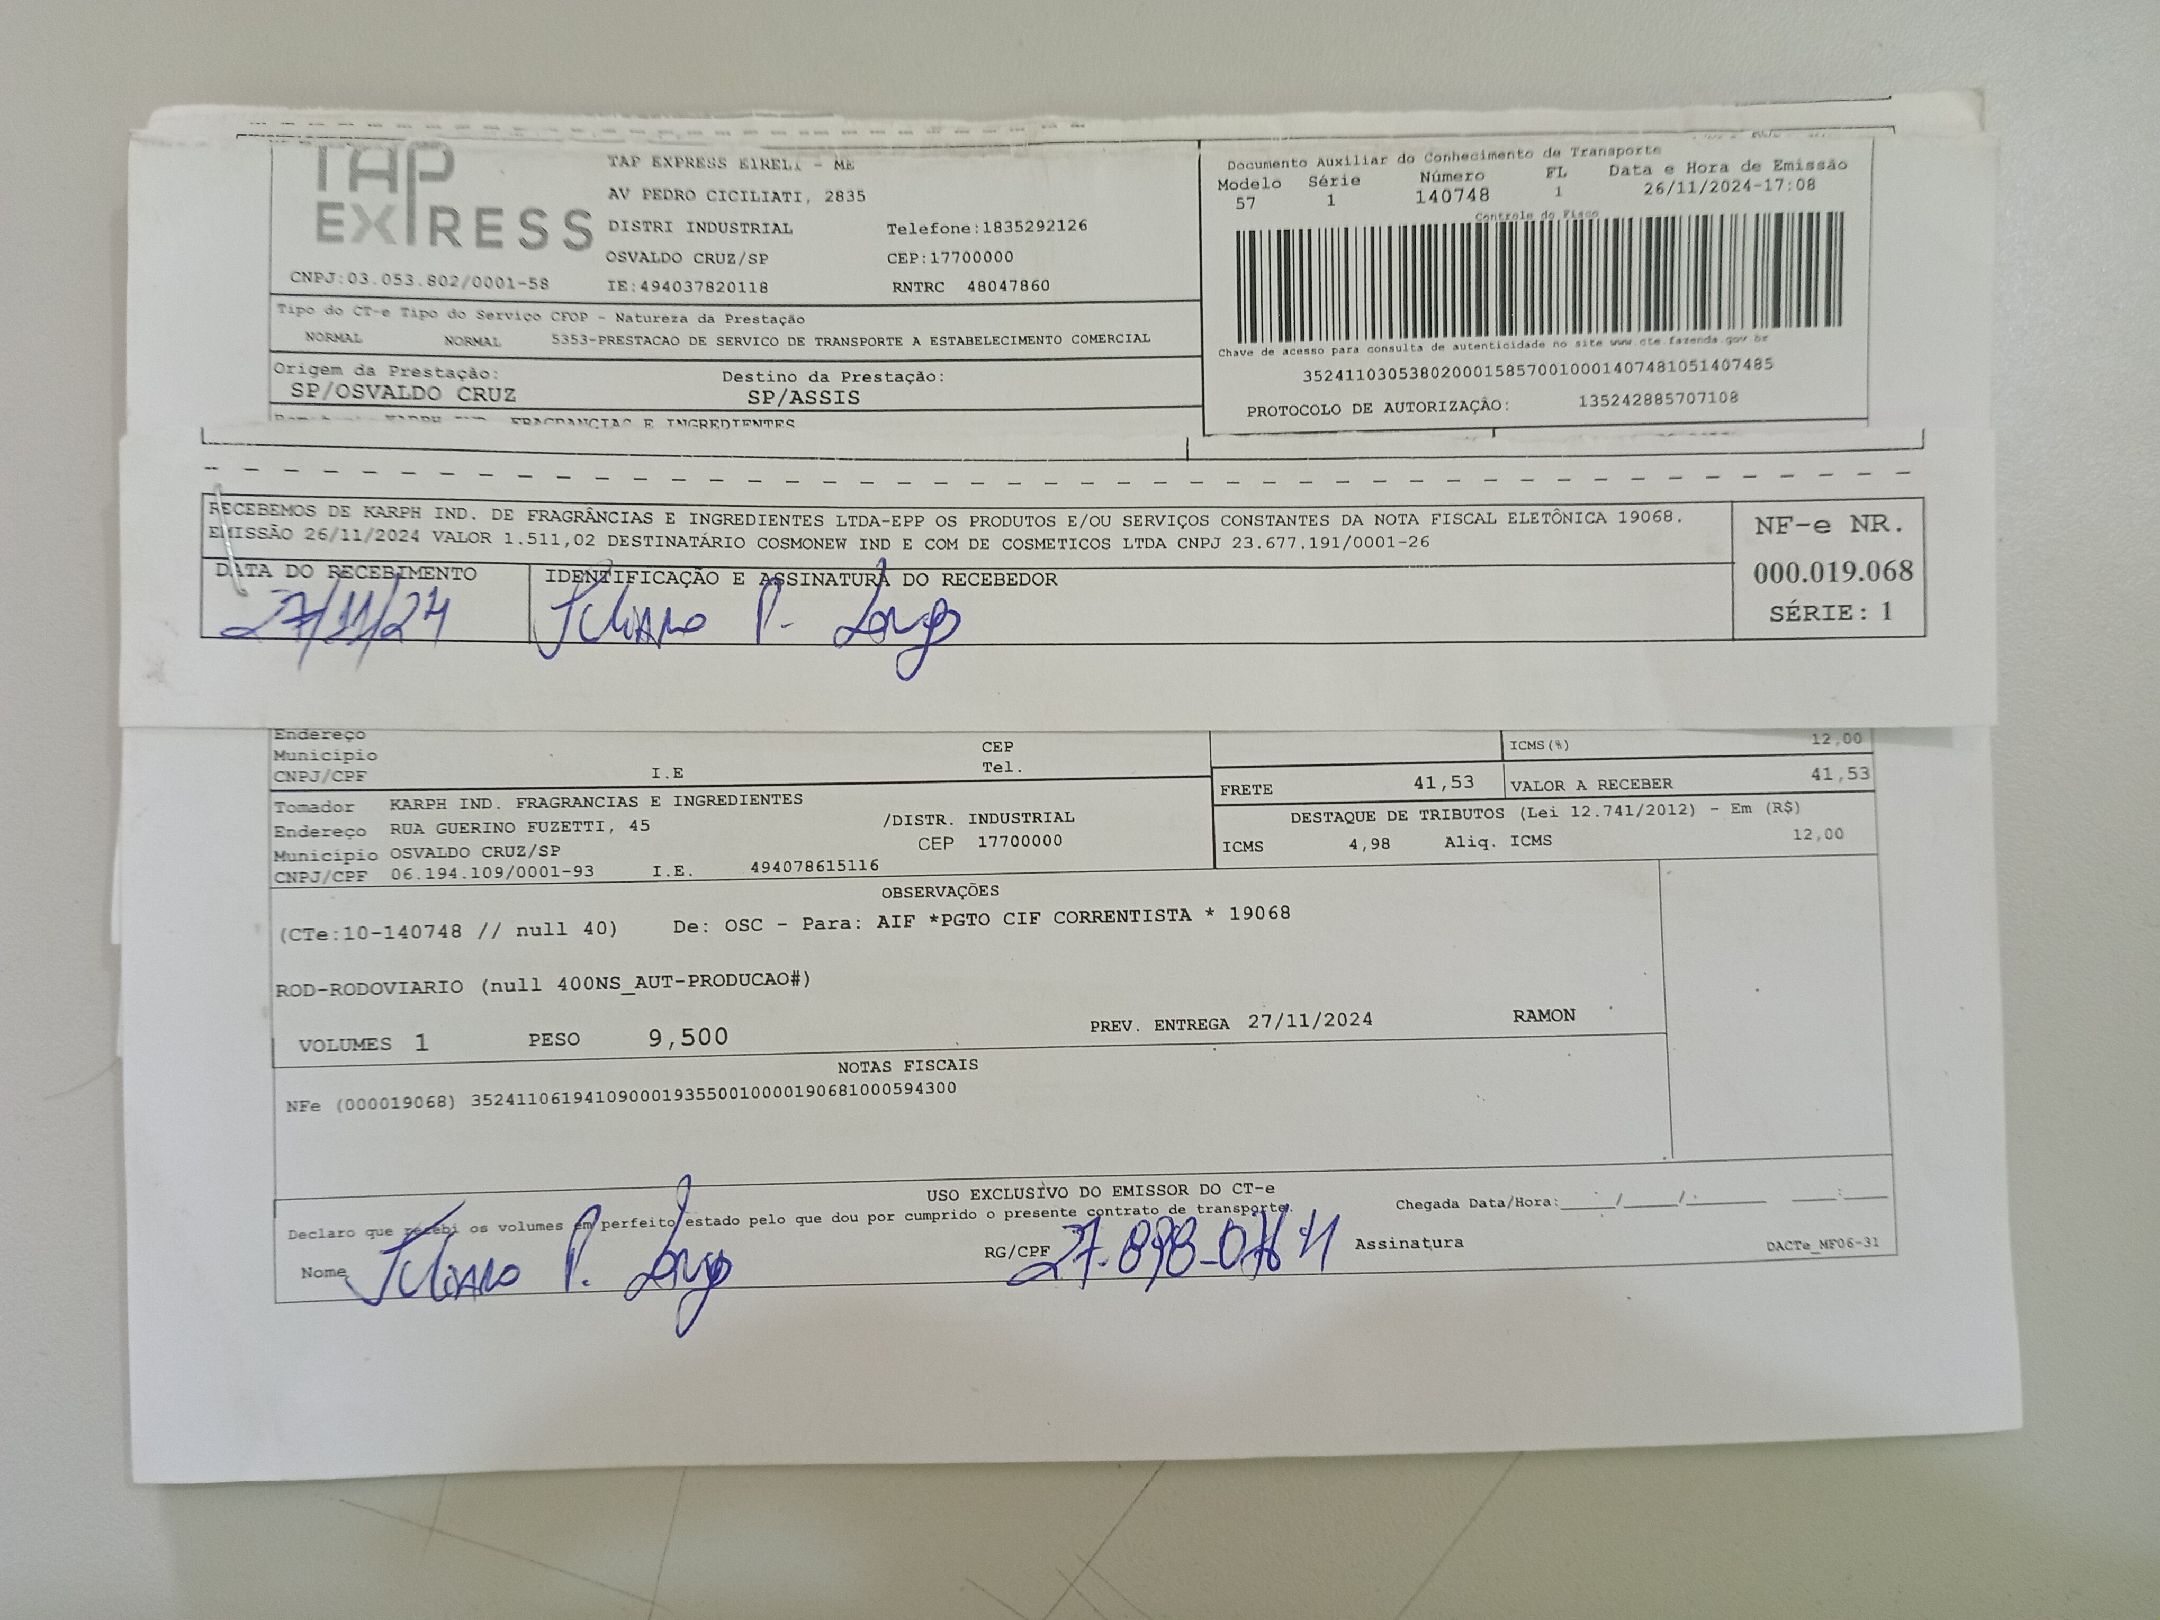 TAP
EXPRESS
TAP EXPRESS EIRELI - ME
AV PEDRO CICILIATI, 2835
DISTRI INDUSTRIAL Telefone:1835292126
OSVALDO CRUZ/SP CEP:17700000
CNPJ:03.053.802/0001-58 IE:494037820118 RNTRC 48047860
Documento Auxiliar do Conhecimento de Transporte
Modelo Série Número FL Data e Hora de Emissão
57 1 140748 1 26/11/2024-17:08
Controle do Fisco
Chave de acesso para consulta de autenticidade no site www.cte.fazenda.gov.br
35241103053802000158570010001407481051407485
PROTOCOLO DE AUTORIZAÇÃO: 135242885707108
Tipo do CT-e Tipo do Serviço CFOP - Natureza da Prestação
NORMAL NORMAL 5353-PRESTACAO DE SERVICO DE TRANSPORTE A ESTABELECIMENTO COMERCIAL
Origem da Prestação: Destino da Prestação:
SP/OSVALDO CRUZ SP/ASSIS
KARPH IND. FRAGRANCIAS E INGREDIENTES
RECEBEMOS DE KARPH IND. DE FRAGRÂNCIAS E INGREDIENTES LTDA-EPP OS PRODUTOS E/OU SERVIÇOS CONSTANTES DA NOTA FISCAL ELETÔNICA 19068.
EMISSÃO 26/11/2024 VALOR 1.511,02 DESTINATÁRIO COSMONEW IND E COM DE COSMETICOS LTDA CNPJ 23.677.191/0001-26
DATA DO RECEBIMENTO IDENTIFICAÇÃO E ASSINATURA DO RECEBEDOR
27/11/24 P.
NF-e NR.
000.019.068
SÉRIE: 1
Endereço
Município CEP
CNPJ/CPF I.E Tel.
ICMS(%) 12,00
FRETE 41,53 VALOR A RECEBER 41,53
DESTAQUE DE TRIBUTOS (Lei 12.741/2012) - Em (R$)
ICMS 4,98 Aliq. ICMS 12,00
Tomador KARPH IND. FRAGRANCIAS E INGREDIENTES
Endereço RUA GUERINO FUZETTI, 45 /DISTR. INDUSTRIAL
Município OSVALDO CRUZ/SP CEP 17700000
CNPJ/CPF 06.194.109/0001-93 I.E. 494078615116
OBSERVAÇÕES
(CTe:10-140748 // null 40) De: OSC - Para: AIF *PGTO CIF CORRENTISTA * 19068
ROD-RODOVIARIO (null 400NS_AUT-PRODUCAO#)
VOLUMES 1 PESO 9,500 PREV. ENTREGA 27/11/2024 RAMON
NOTAS FISCAIS
NFe (000019068) 35241106194109000193550010000190681000594300
USO EXCLUSIVO DO EMISSOR DO CT-e
Declaro que recebi os volumes em perfeito estado pelo que dou por cumprido o presente contrato de transporte. Chegada Data/Hora:_____/_____/._______ ____:____
Nome P. RG/CPF Assinatura DACTe_MF06-31